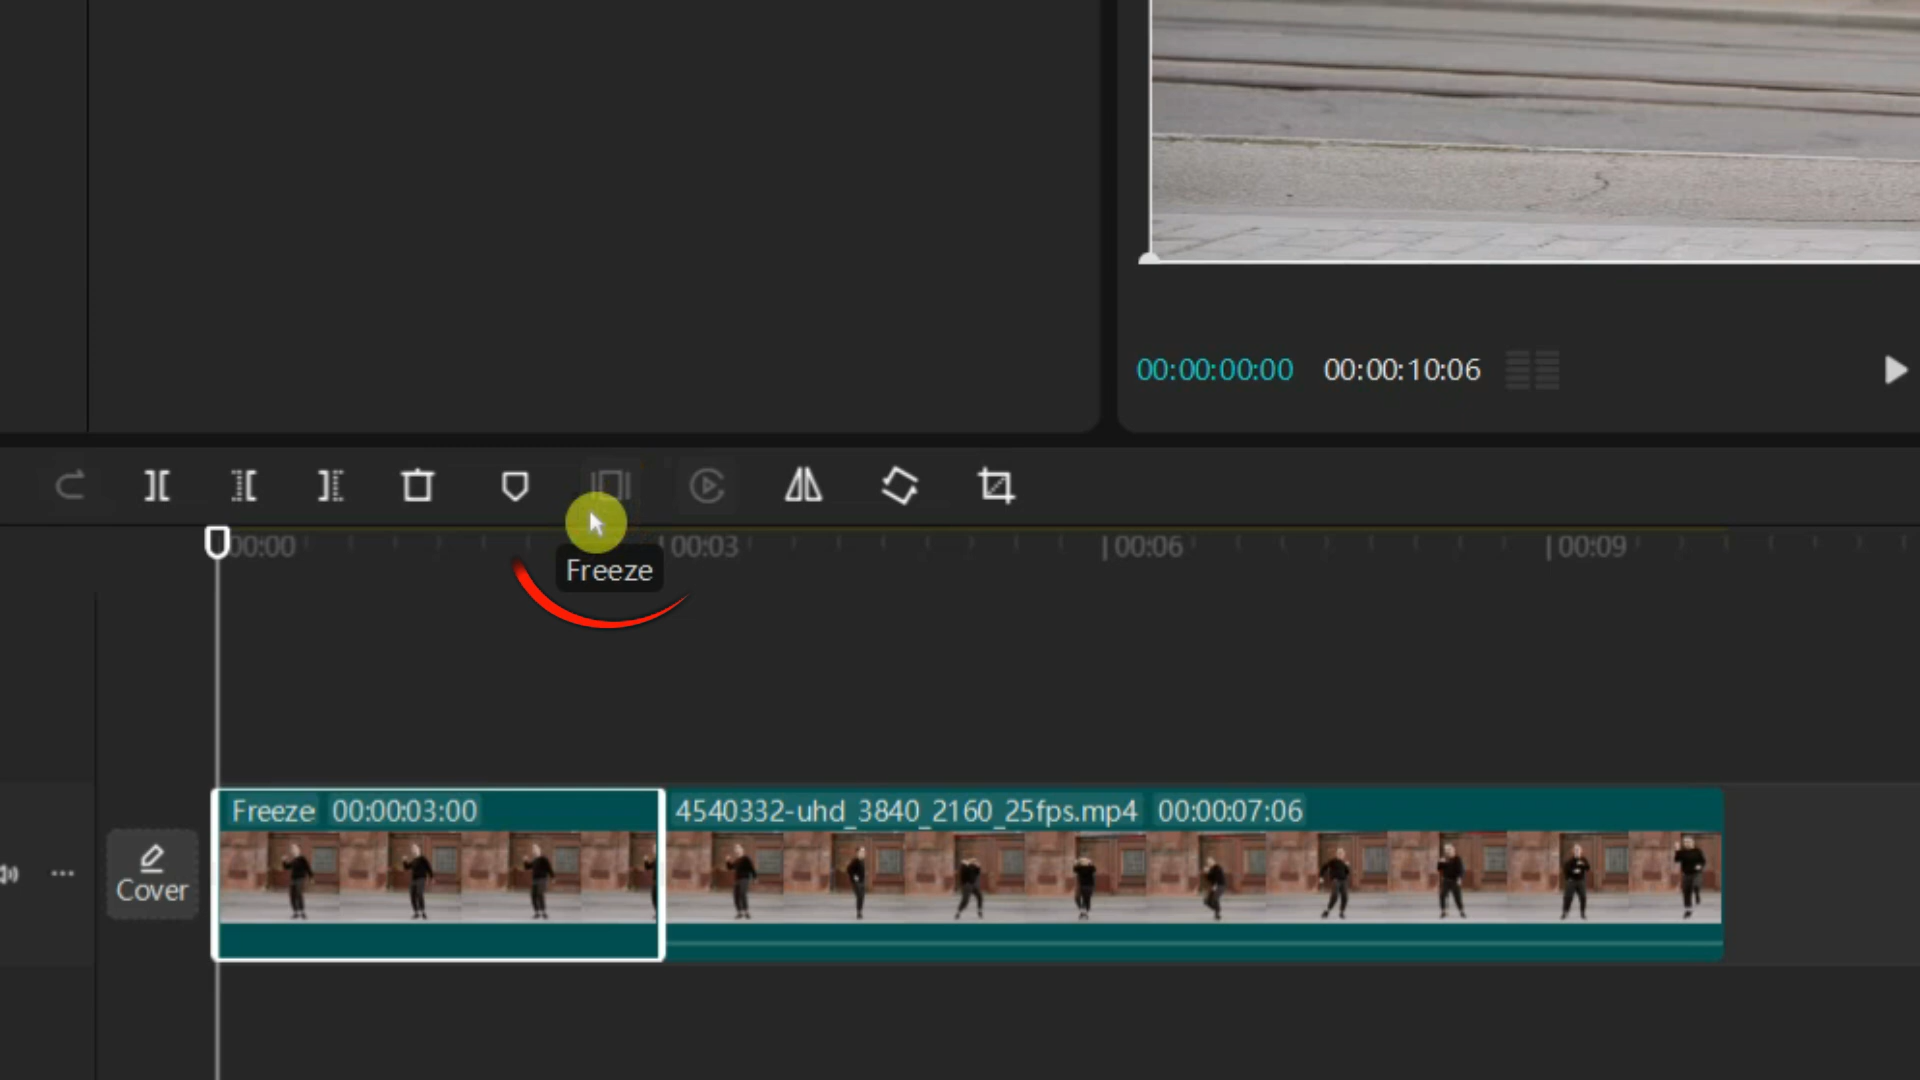 00:00:00:00 00:00:10:06
00:00 00:03 00:06 00:09
Freeze
Freeze 00:00:03:00 4540332-uhd_3840_2160_25fps.mp4 00:00:07:06
Cover